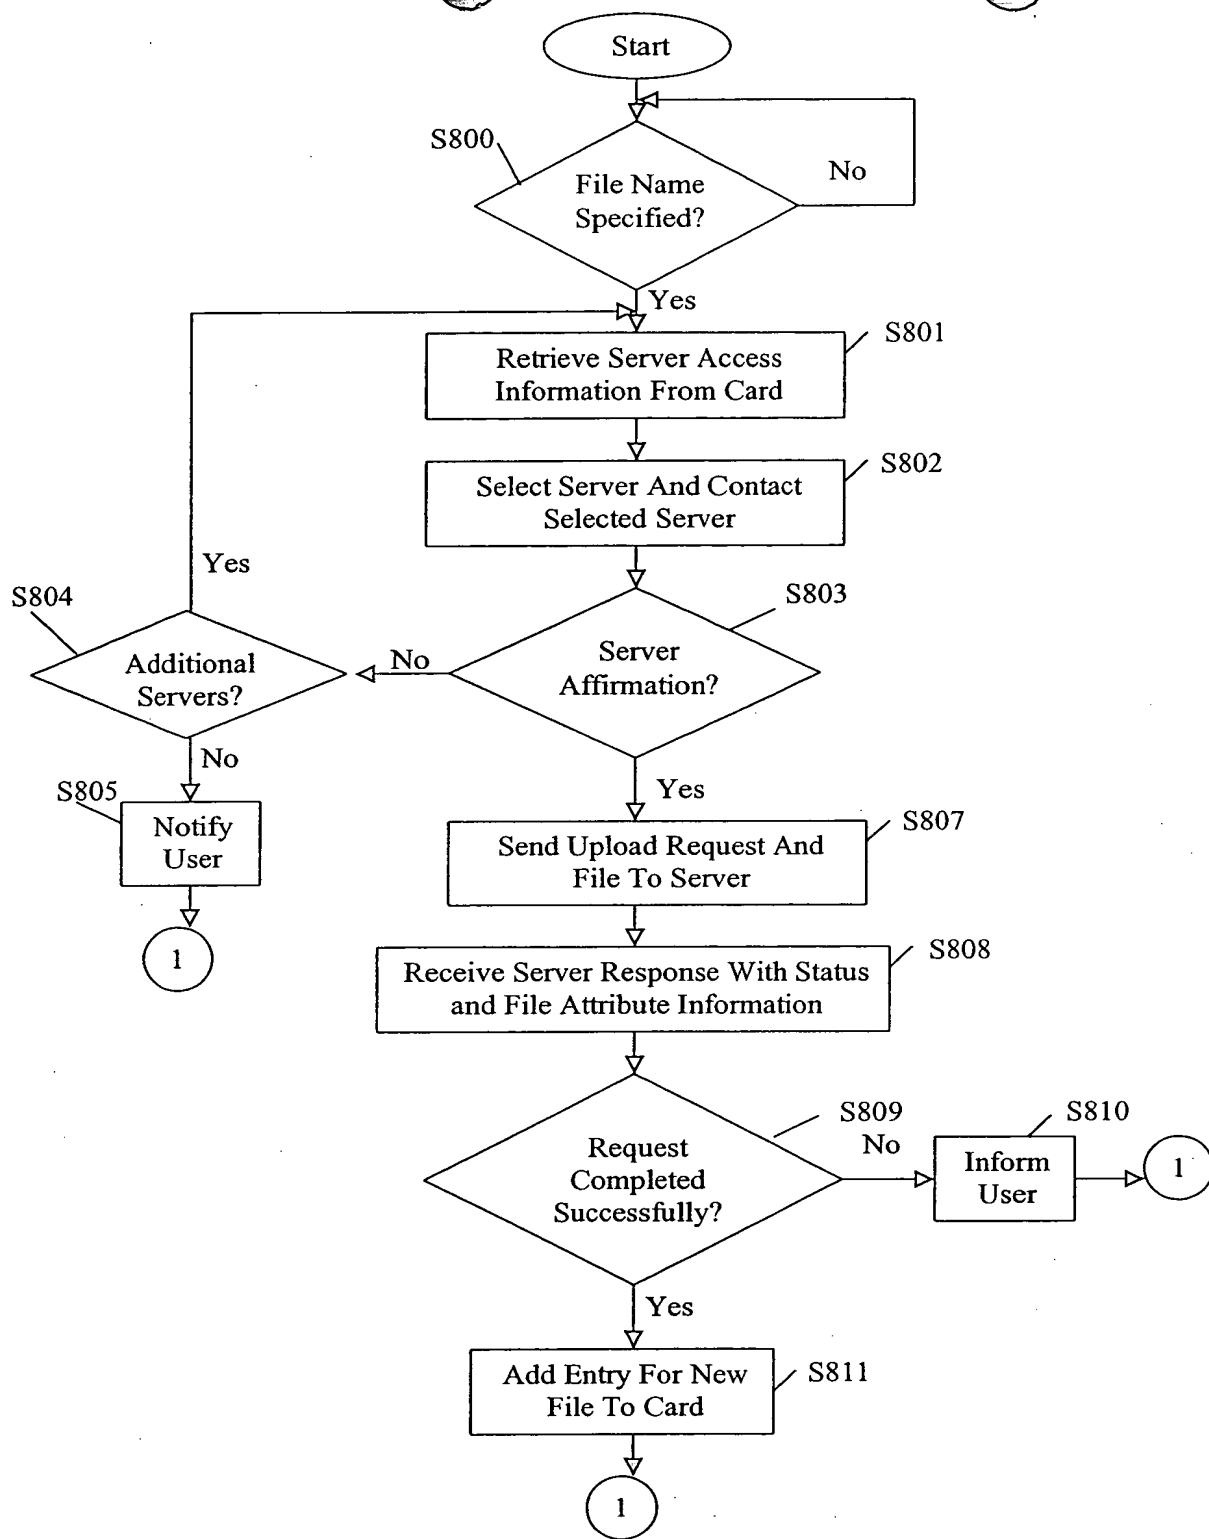 Start
S800
File Name
Specified?
No
Yes
S801
Retrieve Server Access
Information From Card
S802
Select Server And Contact
Selected Server
Yes
S804
S803
Additional
Servers?
No
Server
Affirmation?
No
Yes
S805
Notify
User
S807
Send Upload Request And
File To Server
1
S808
Receive Server Response With Status
and File Attribute Information
S809
S810
No
Request
Completed
Successfully?
Inform
User
1
Yes
Add Entry For New
File To Card
S811
1